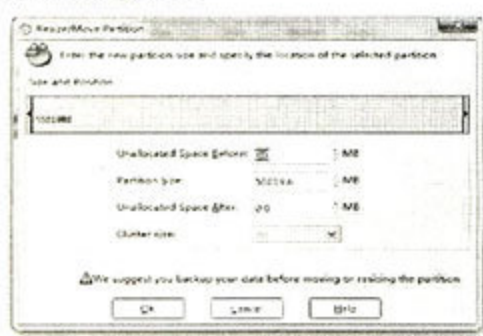 Resize/Move Partition
Enter the new partition size and specify the location of the selected partition
Size and Position
Unallocated Space Before: MB
Partition Size: MB
Unallocated Space After: 0.0 MB
Cluster size:
We suggest you backup your data before moving or resizing the partition
Ok Cancel Help